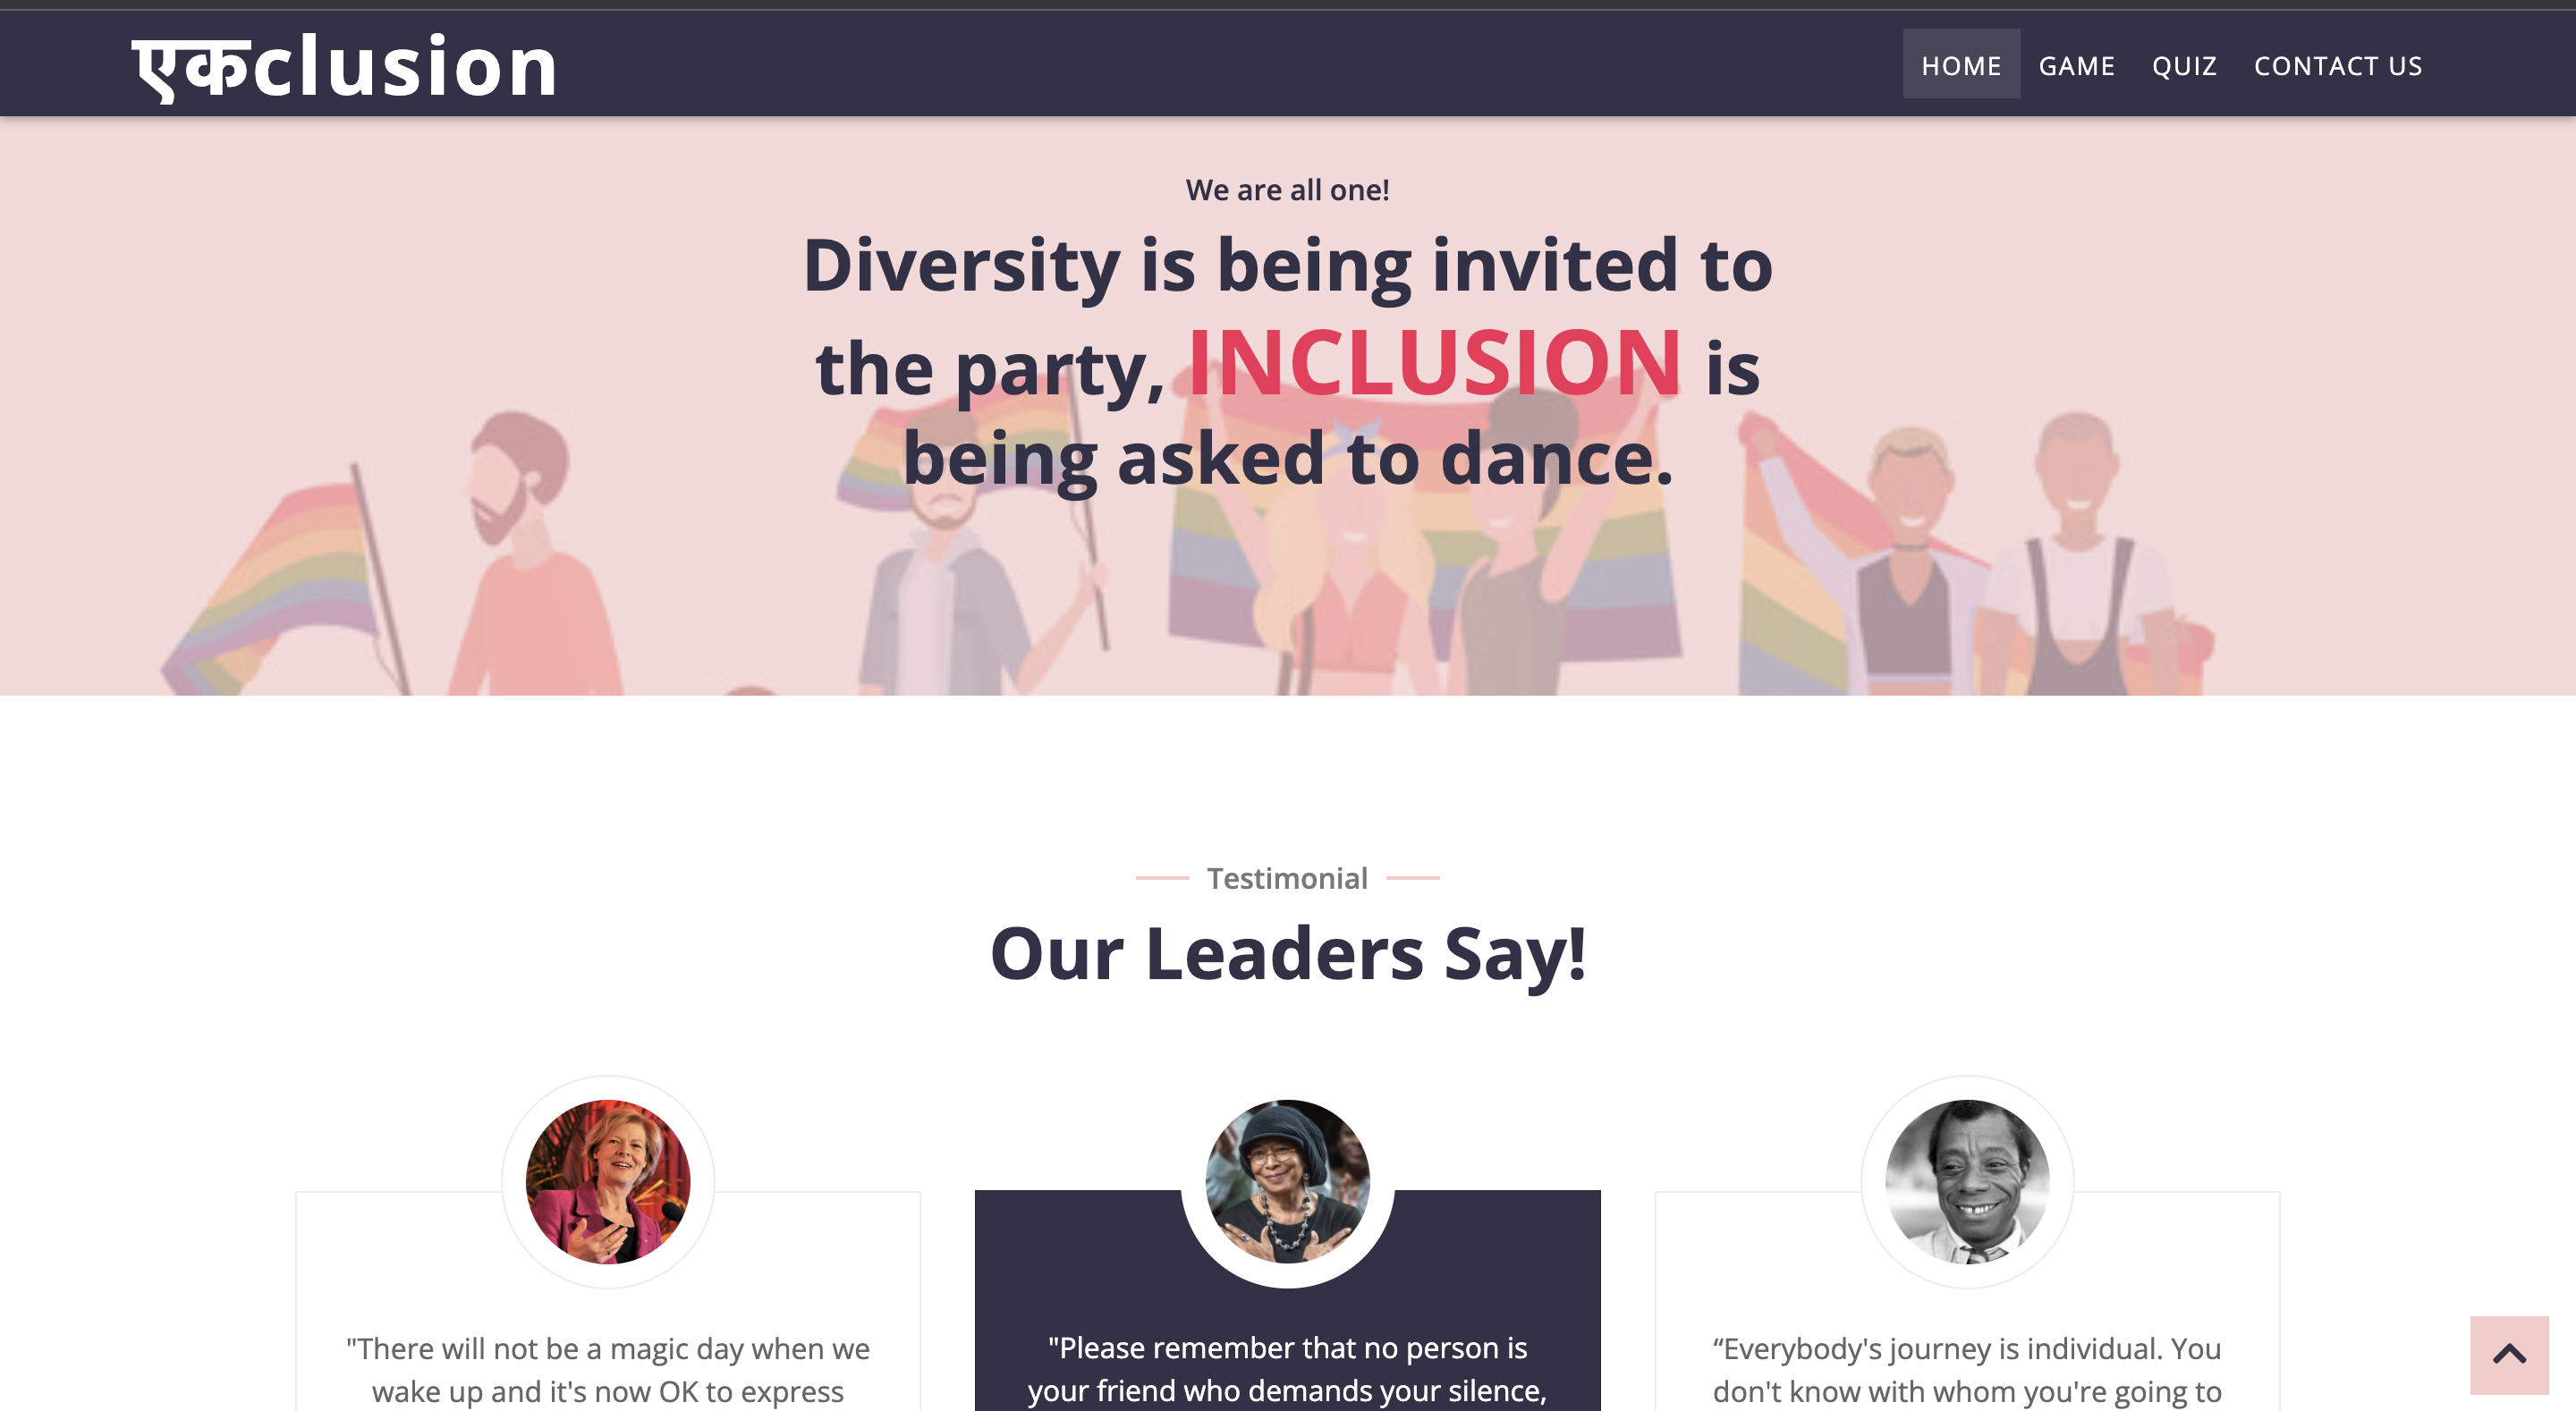 एकclusion
HOME GAME QUIZ CONTACT US
We are all one!
Diversity is being invited to
the party, INCLUSION is
being asked to dance.
Testimonial
Our Leaders Say!
"There will not be a magic day when we
wake up and it's now OK to express
"Please remember that no person is
your friend who demands your silence,
“Everybody's journey is individual. You
don't know with whom you're going to